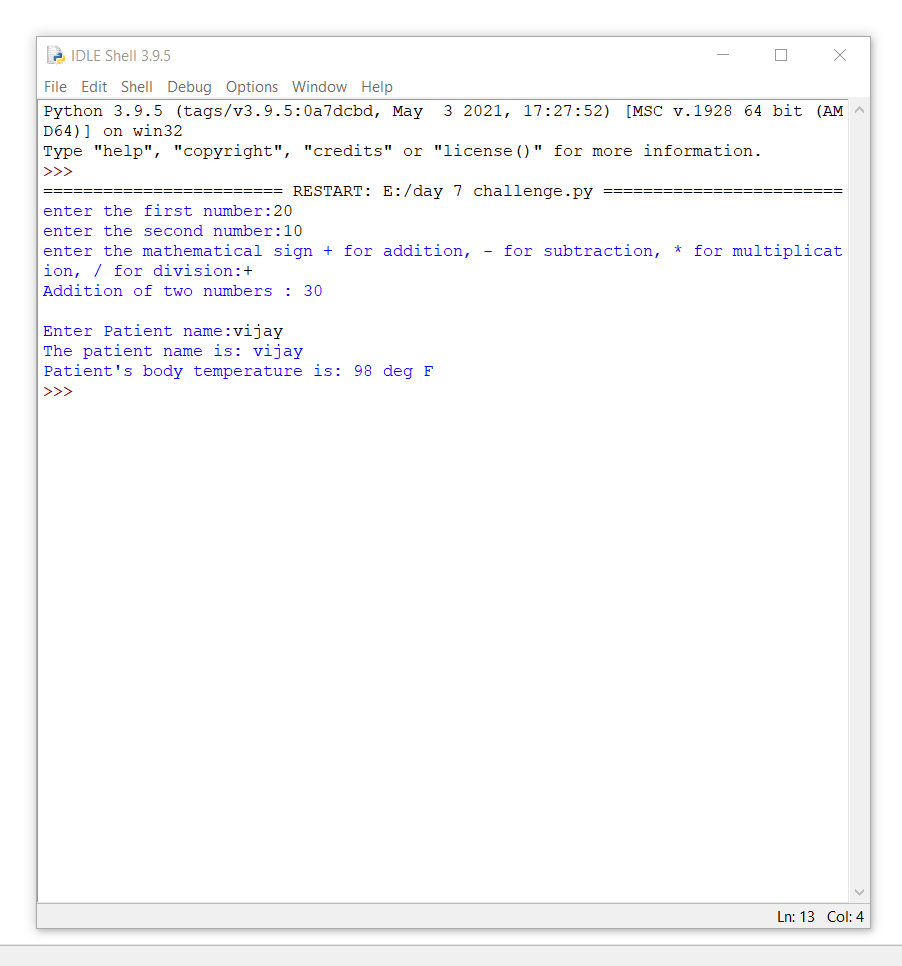 IDLE Shell 3.9.5
File Edit Shell Debug Options Window Help
Python 3.9.5 (tags/v3.9.5:0a7dcbd, May  3 2021, 17:27:52) [MSC v.1928 64 bit (AM
D64)] on win32
Type "help", "copyright", "credits" or "license()" for more information.
>>>
======================== RESTART: E:/day 7 challenge.py ========================
enter the first number:20
enter the second number:10
enter the mathematical sign + for addition, - for subtraction, * for multiplicat
ion, / for division:+
Addition of two numbers : 30

Enter Patient name:vijay
The patient name is: vijay
Patient's body temperature is: 98 deg F
>>>
Ln: 13 Col: 4